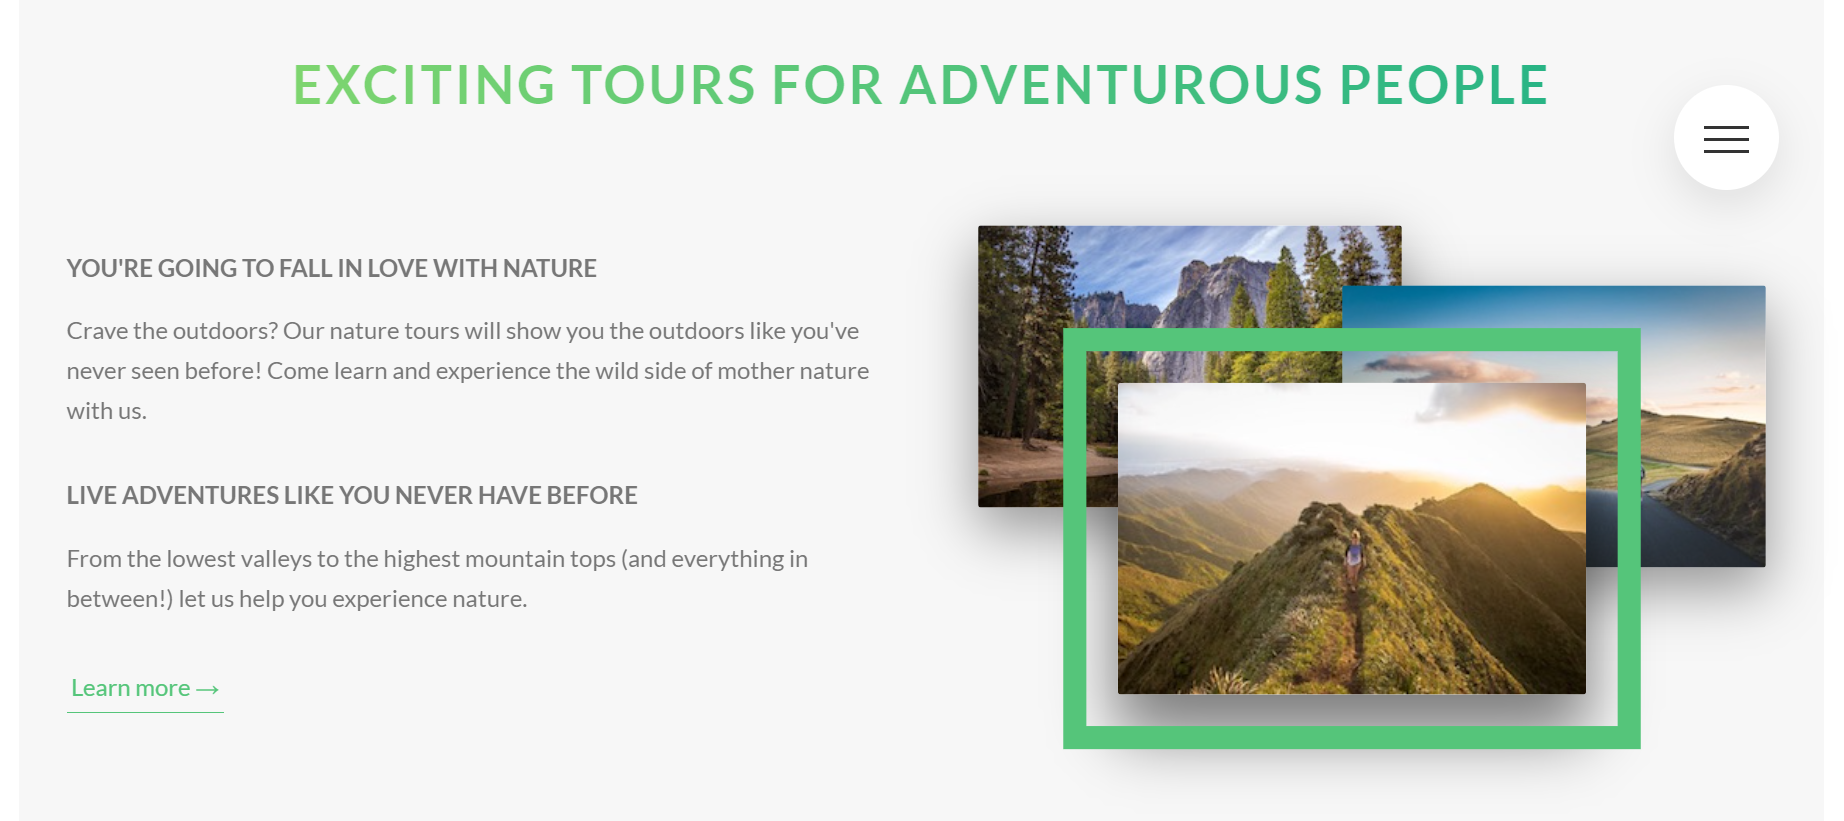 EXCITING TOURS FOR ADVENTUROUS PEOPLE
YOU'RE GOING TO FALL IN LOVE WITH NATURE
Crave the outdoors? Our nature tours will show you the outdoors like you've
never seen before! Come learn and experience the wild side of mother nature
with us.
LIVE ADVENTURES LIKE YOU NEVER HAVE BEFORE
From the lowest valleys to the highest mountain tops (and everything in
between!) let us help you experience nature.
Learn more →